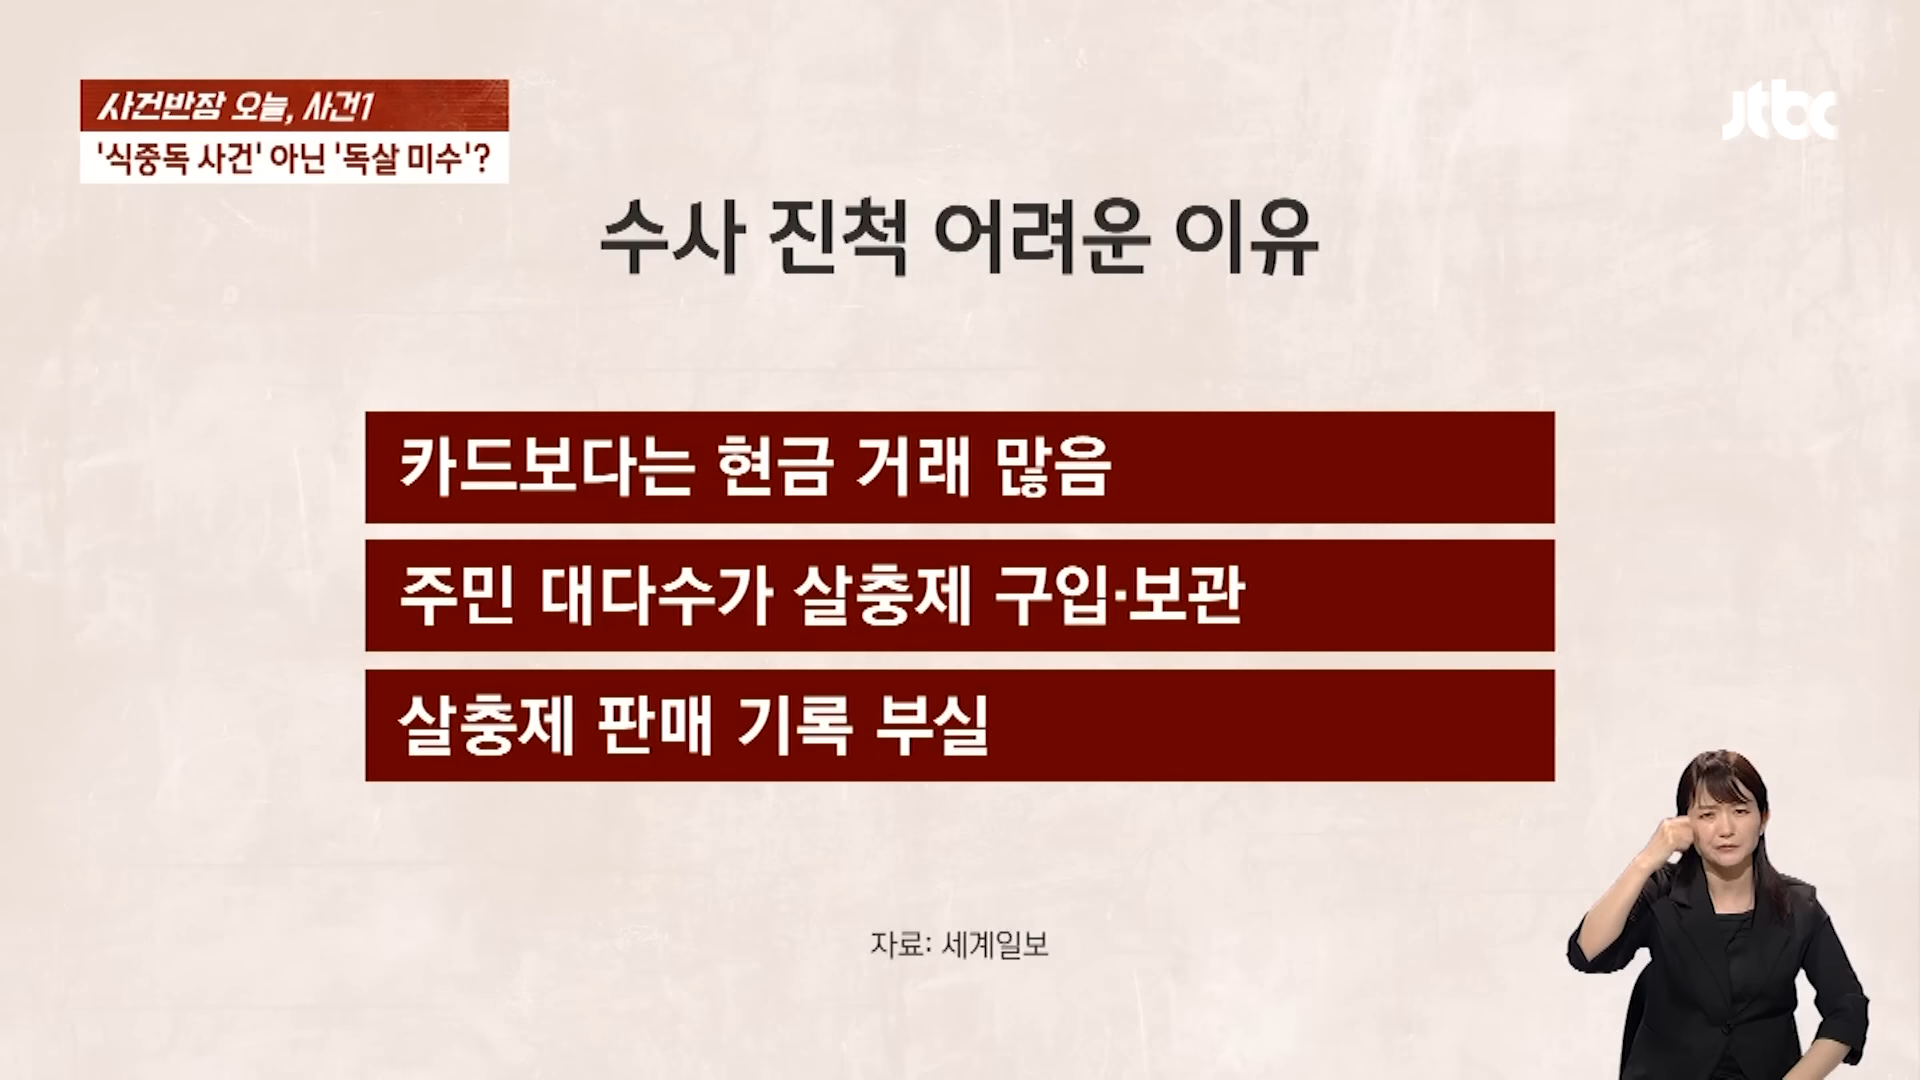 사건반장 오늘, 사건1
'식중독 사건' 아닌 '독살 미수'?
jtbc
수사 진척 어려운 이유
카드보다는 현금 거래 많음
주민 대다수가 살충제 구입·보관
살충제 판매 기록 부실
자료: 세계일보